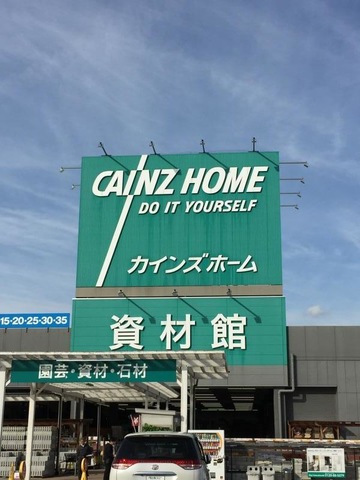 CAINZ HOME
DO IT YOURSELF
カインズホーム
資材館
15・20・25・30・35
園芸・資材・石材